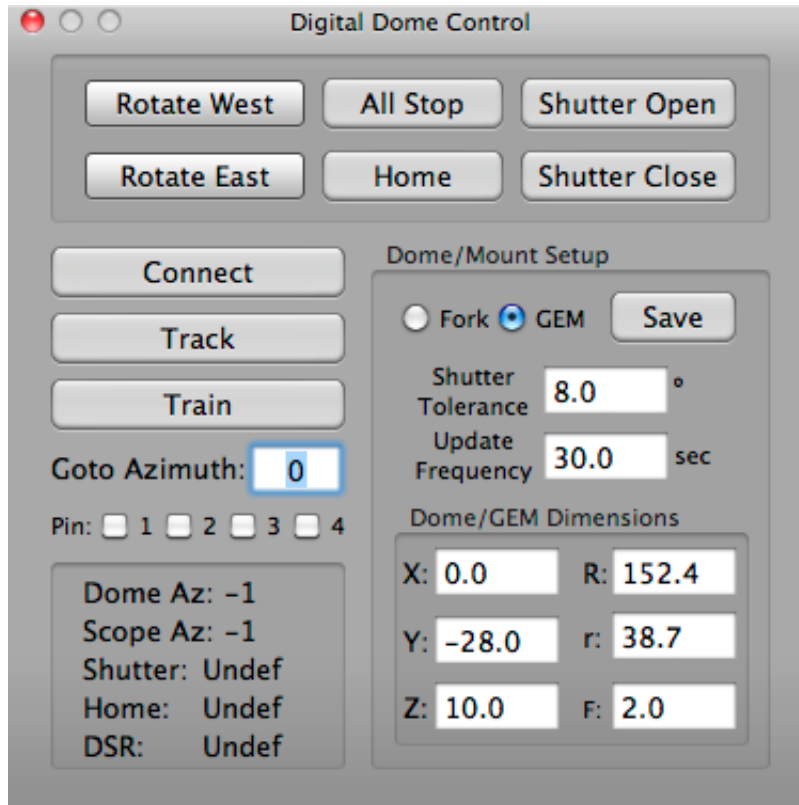 Digital Dome Control
Rotate West All Stop Shutter Open
Rotate East Home Shutter Close
Connect
Track
Train
Goto Azimuth: 0
Pin: 1 2 3 4
Dome Az: -1
Scope Az: -1
Shutter: Undef
Home: Undef
DSR: Undef
Dome/Mount Setup
Fork GEM Save
Shutter
Tolerance 8.0 °
Update
Frequency 30.0 sec
Dome/GEM Dimensions
X: 0.0 R: 152.4
Y: -28.0 r: 38.7
Z: 10.0 F: 2.0